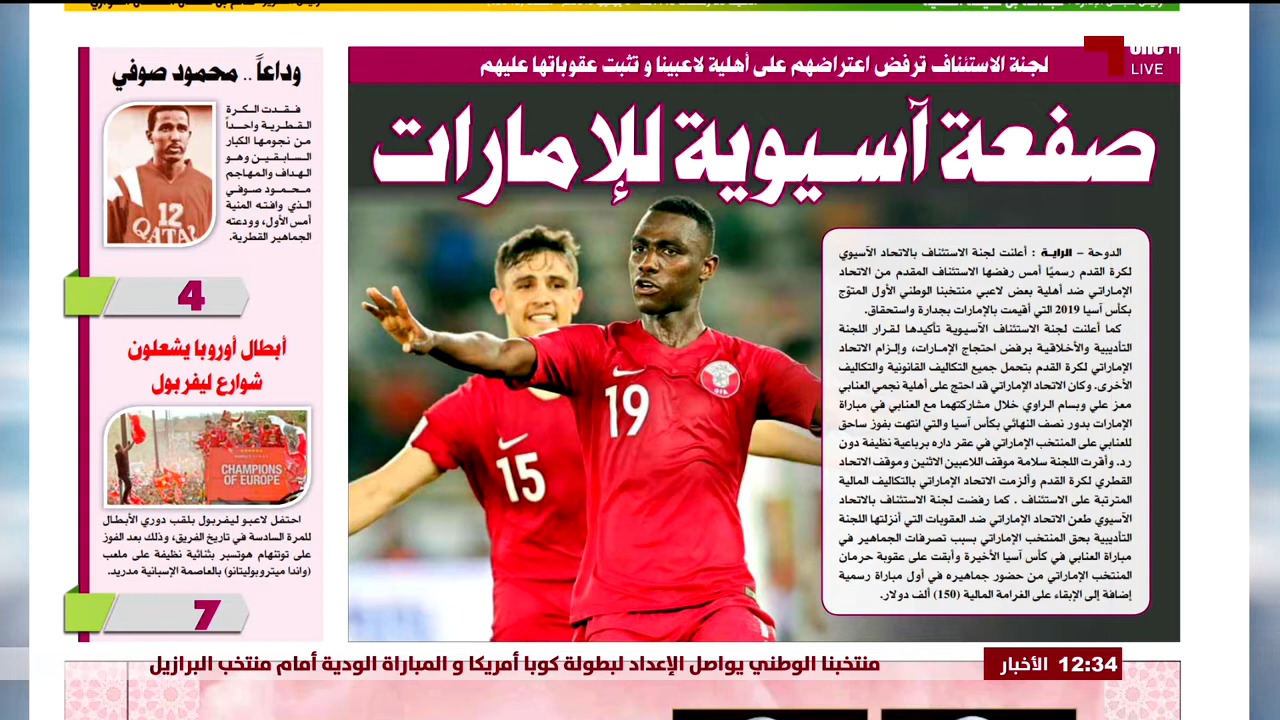 one
LIVE
لجنة الاستئناف ترفض اعتراضهم على أهلية لاعبينا و تثبت عقوباتها عليهم
صفعة آسيوية للإمارات
الدوحة – الراية : أعلنت لجنة الاستئناف بالاتحاد الآسيوي
لكرة القدم رسميًا أمس رفضها الاستئناف المقدم من الاتحاد
الإماراتي ضد أهلية بعض لاعبي منتخبنا الوطني الأول المتوّج
بكأس آسيا 2019 التي أقيمت بالإمارات بجدارة واستحقاق.
كما أعلنت لجنة الاستئناف الآسيوية تأكيدها لقرار اللجنة
التأديبية والأخلاقية برفض احتجاج الإمارات، وإلزام الاتحاد
الإماراتي لكرة القدم بتحمل جميع التكاليف القانونية والتكاليف
الأخرى. وكان الاتحاد الإماراتي قد احتج على أهلية نجمي العنابي
معز علي وبسام الراوي خلال مشاركتهما مع العنابي في مباراة
الإمارات بدور نصف النهائي بكأس آسيا والتي انتهت بفوز ساحق
للعنابي على المنتخب الإماراتي في عقر داره برباعية نظيفة دون
رد. وأقرت اللجنة سلامة موقف اللاعبين الاثنين وموقف الاتحاد
القطري لكرة القدم وألزمت الاتحاد الإماراتي بالتكاليف المالية
المترتبة على الاستئناف . كما رفضت لجنة الاستئناف بالاتحاد
الآسيوي طعن الاتحاد الإماراتي ضد العقوبات التي أنزلتها اللجنة
التأديبية بحق المنتخب الإماراتي بسبب تصرفات الجماهير في
مباراة العنابي في كأس آسيا الأخيرة وأبقت على عقوبة حرمان
المنتخب الإماراتي من حضور جماهيره في أول مباراة رسمية
إضافة إلى الإبقاء على الغرامة المالية (150) ألف دولار.
19
15
وداعاً .. محمود صوفي
فقدت الكرة
القطرية واحداً
من نجومها الكبار
السابقين وهو
الهداف والمهاجم
محمود صوفي
الذي وافته المنية
أمس الأول، وودعته
الجماهير القطرية.
12
QATAR
4
أبطال أوروبا يشعلون
شوارع ليفربول
CHAMPIONS
OF EUROPE
احتفل لاعبو ليفربول بلقب دوري الأبطال
للمرة السادسة في تاريخ الفريق، وذلك بعد الفوز
على توتنهام هوتسبر بثنائية نظيفة على ملعب
(واندا ميتروبوليتانو) بالعاصمة الإسبانية مدريد.
7
12:34 الأخبار
منتخبنا الوطني يواصل الإعداد لبطولة كوبا أمريكا و المباراة الودية أمام منتخب البرازيل